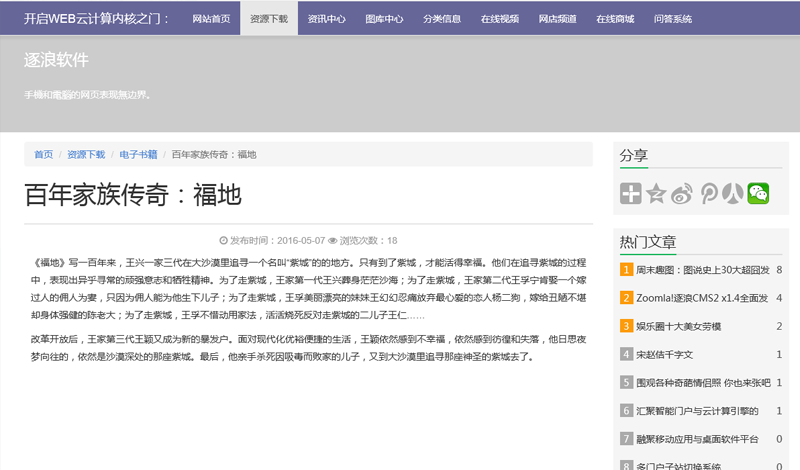 开启WEB云计算内核之门： 网站首页 资源下载 资讯中心 图库中心 分类信息 在线视频 网店频道 在线商城 问答系统
逐浪软件
手機和電腦的网页表现無边界。
首页 / 资源下载 / 电子书籍 / 百年家族传奇：福地
百年家族传奇：福地
发布时间：2016-05-07 浏览次数：18
《福地》写一百年来，王兴一家三代在大沙漠里追寻一个名叫“紫城”的的地方。只有到了紫城，才能活得幸福。他们在追寻紫城的过程
中，表现出异乎寻常的顽强意志和牺牲精神。为了走紫城，王家第一代王兴葬身茫茫沙海；为了走紫城，王家第二代王孚宁肯娶一个嫁
过人的佣人为妻，只因为佣人能为他生下儿子；为了走紫城，王孚美丽漂亮的妹妹王幻幻忍痛放弃最心爱的恋人杨二狗，嫁给丑陋不堪
却身体强健的陈老大；为了走紫城，王孚不惜动用家法，活活烧死反对走紫城的二儿子王仁……
改革开放后，王家第三代王颖又成为新的暴发户。面对现代化优裕便捷的生活，王颖依然感到不幸福，依然感到彷徨和失落，他日思夜
梦向往的，依然是沙漠深处的那座紫城。最后，他亲手杀死因吸毒而败家的儿子，又到大沙漠里追寻那座神圣的紫城去了。
分享
热门文章
1 周末趣图：图说史上30大超囧发 8
2 Zoomla!逐浪CMS2 x1.4全面发 4
3 娱乐圈十大美女劳模 2
4 宋赵佶千字文 1
5 围观各种奇葩情侣照 你也来张吧 1
6 汇聚智能门户与云计算引擎的 1
7 融聚移动应用与桌面软件平台 0
8 多门户子站切换系统 0